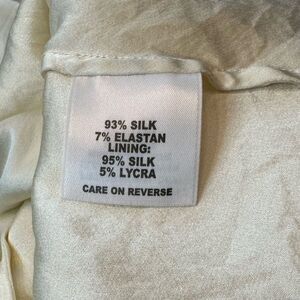 93% SILK
7% ELASTAN
LINING:
95% SILK
5% LYCRA
CARE ON REVERSE